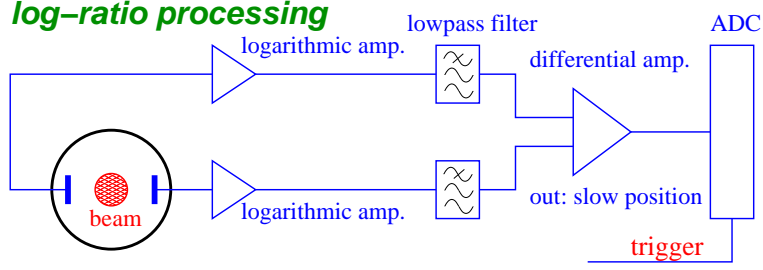 log–ratio processing
lowpass filter
ADC
logarithmic amp.
differential amp.
beam
logarithmic amp.
out: slow position
trigger